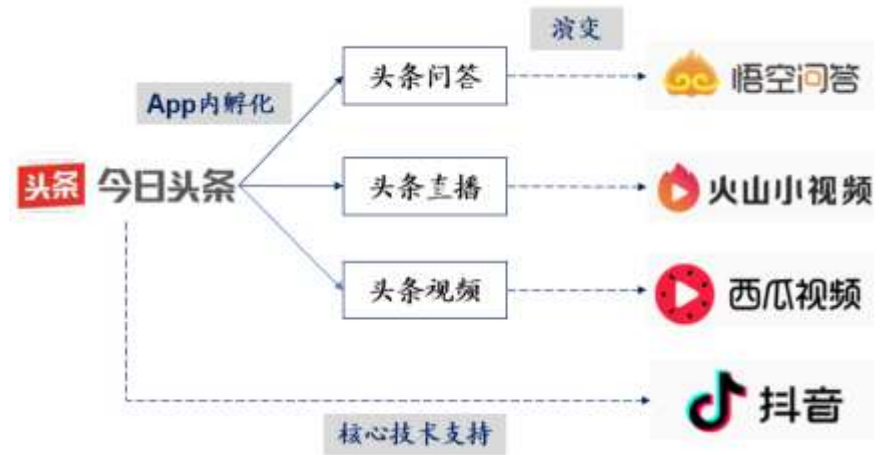 演变
头条问答
悟空问答
App内孵化
头条 今日头条
头条直播
火山小视频
头条视频
西瓜视频
抖音
核心技术支持